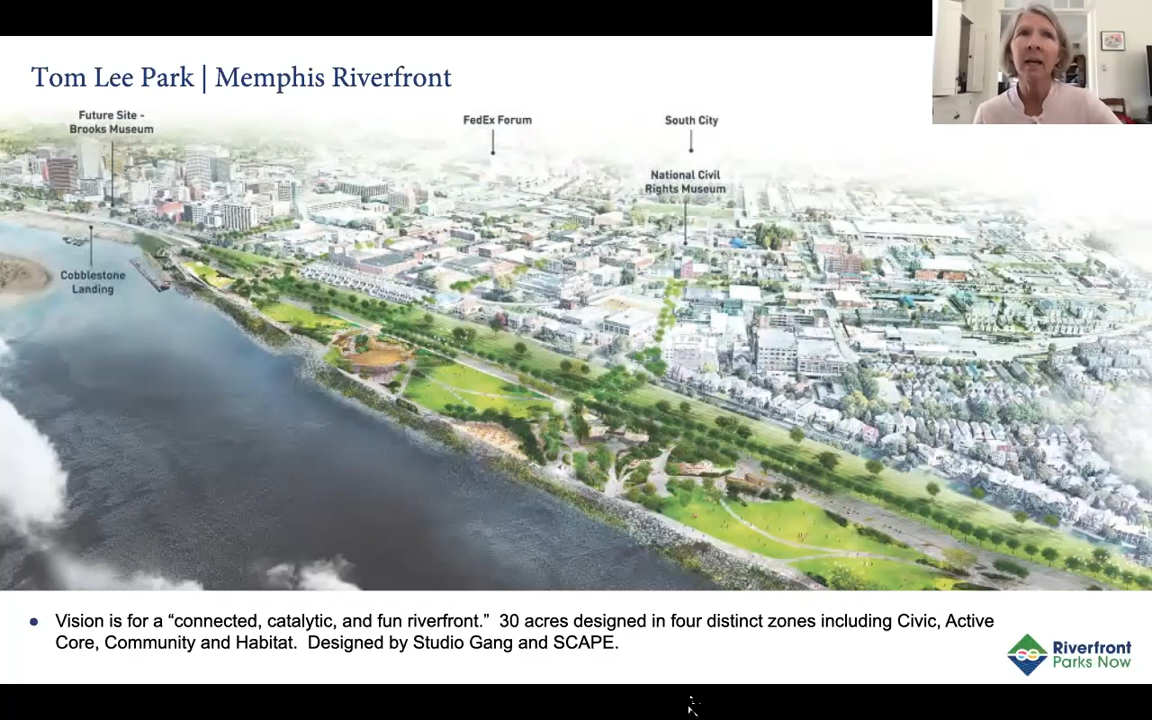 Tom Lee Park | Memphis Riverfront
Future Site -
Brooks Museum
FedEx Forum
South City
National Civil
Rights Museum
Cobblestone
Landing
• Vision is for a “connected, catalytic, and fun riverfront.”  30 acres designed in four distinct zones including Civic, Active
Core, Community and Habitat.  Designed by Studio Gang and SCAPE.
Riverfront
Parks Now